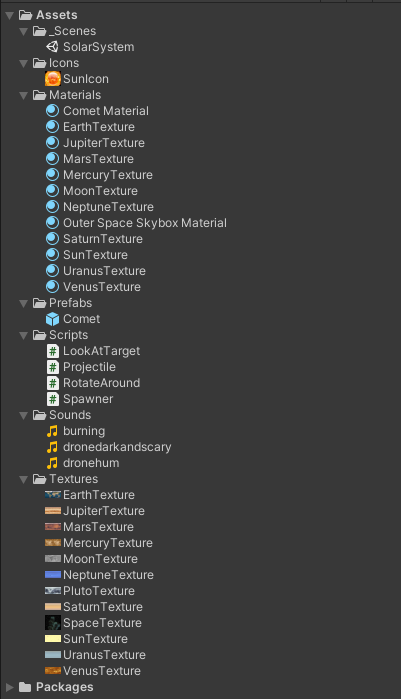 Assets
_Scenes
SolarSystem
Icons
SunIcon
Materials
Comet Material
EarthTexture
JupiterTexture
MarsTexture
MercuryTexture
MoonTexture
NeptuneTexture
Outer Space Skybox Material
SaturnTexture
SunTexture
UranusTexture
VenusTexture
Prefabs
Comet
Scripts
LookAtTarget
Projectile
RotateAround
Spawner
Sounds
burning
dronedarkandscary
dronehum
Textures
EarthTexture
JupiterTexture
MarsTexture
MercuryTexture
MoonTexture
NeptuneTexture
PlutoTexture
SaturnTexture
SpaceTexture
SunTexture
UranusTexture
VenusTexture
Packages